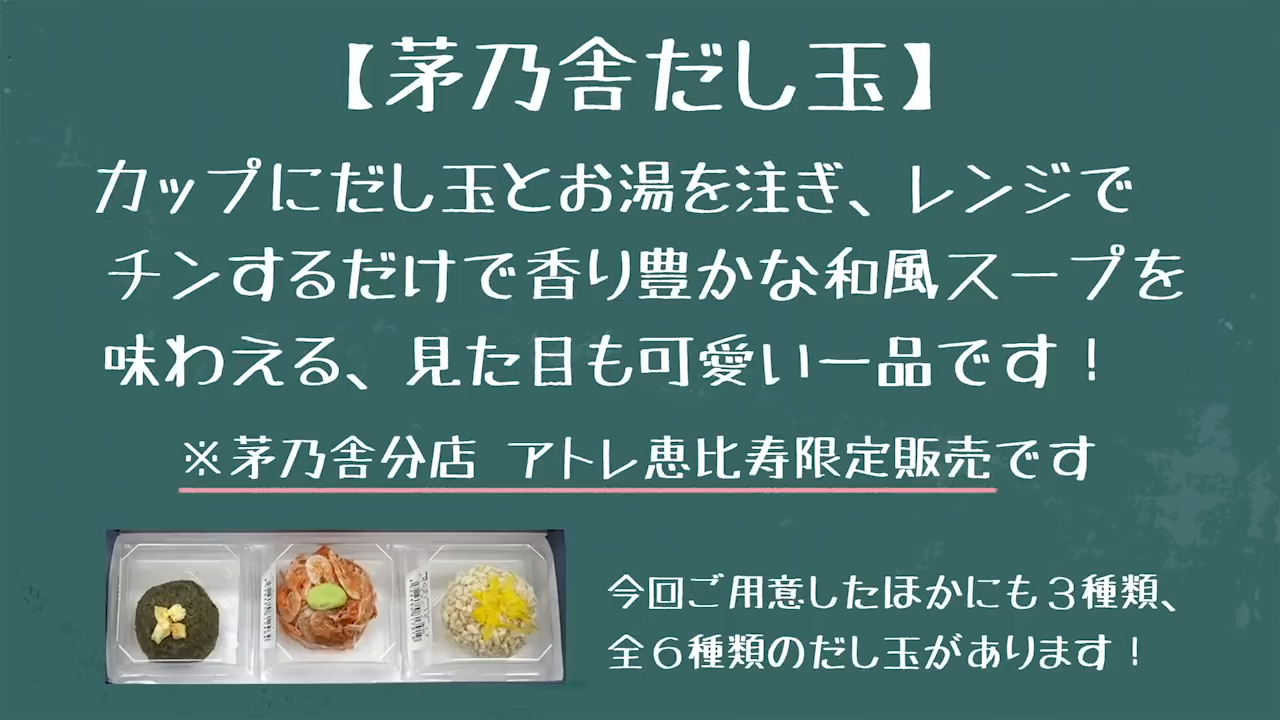 【茅乃舎だし玉】
カップにだし玉とお湯を注ぎ、レンジで
チンするだけで香り豊かな和風スープを
味わえる、見た目も可愛い一品です！
※茅乃舎分店 アトレ恵比寿限定販売です
今回ご用意したほかにも３種類、
全６種類のだし玉があります！